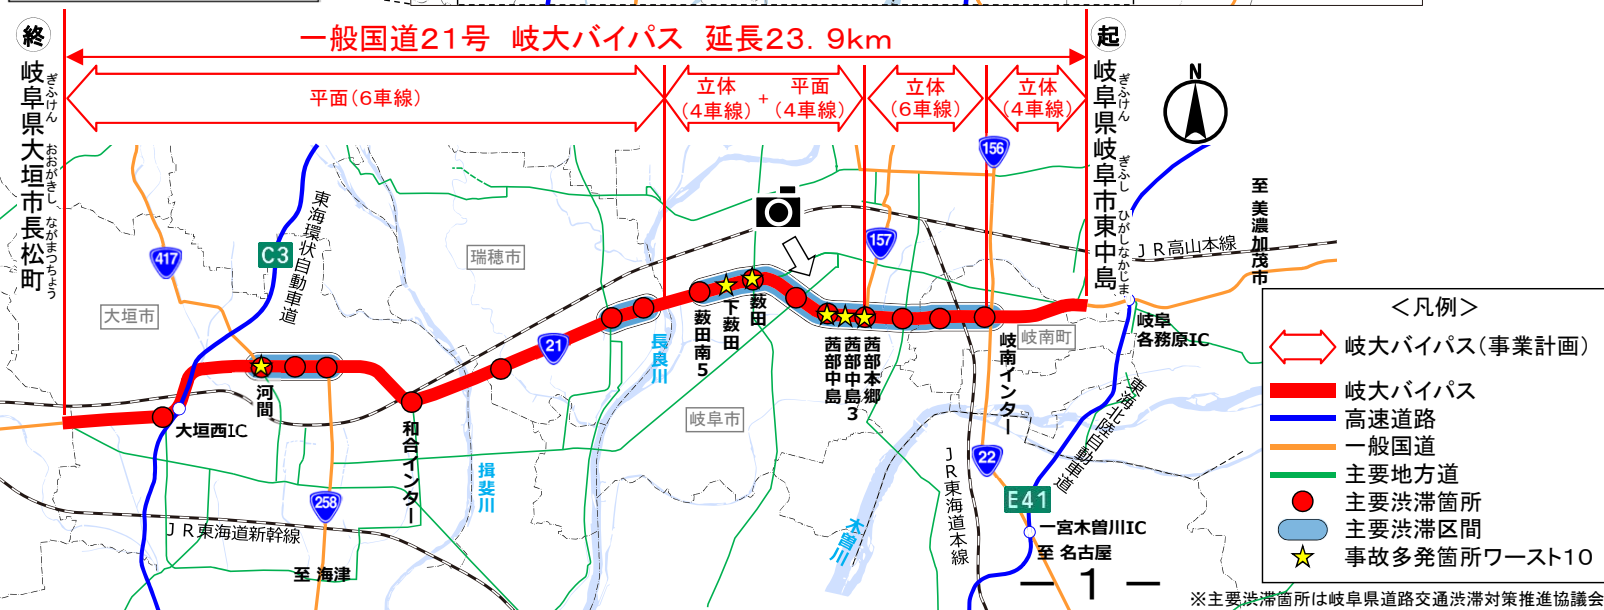 一般国道21号 岐大バイパス 延長23.9km
終
岐阜県大垣市長松町
ぎふけん おおがきし ながまつちょう
起
岐阜県岐阜市東中島
ぎふけん ぎふし ひがしなかじま
平面（6車線）
立体
（4車線）
+
平面
（4車線）
立体
（6車線）
立体
（4車線）
N
156
至 美濃加茂市
東海環状自動車道
417
C3
瑞穂市
157
ＪＲ高山本線
大垣市
21
長良川
薮田南5
下薮田
薮田
茜部中島
茜部中島3
茜部本郷
岐南インター
岐南町
岐阜
各務原IC
河間
大垣西IC
和合インター
岐阜市
東海北陸自動車道
揖斐川
258
22
E41
ＪＲ東海道本線
木曽川
ＪＲ東海道新幹線
至 海津
一宮木曽川IC
至 名古屋
＜凡例＞
岐大バイパス（事業計画）
岐大バイパス
高速道路
一般国道
主要地方道
主要渋滞箇所
主要渋滞区間
事故多発箇所ワースト10
－ 1 －
※主要渋滞箇所は岐阜県道路交通渋滞対策推進協議会